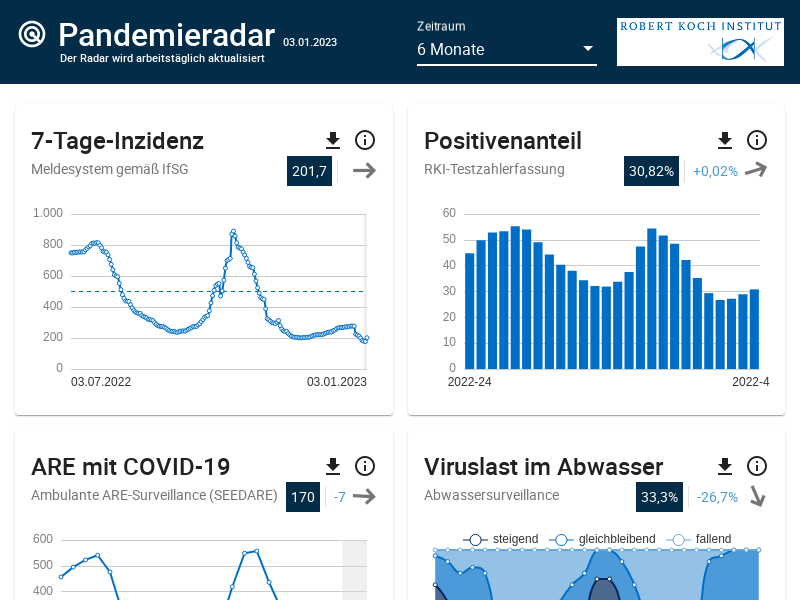 Pandemieradar 03.01.2023
Der Radar wird arbeitstäglich aktualisiert
Zeitraum
6 Monate
ROBERT KOCH INSTITUT
7-Tage-Inzidenz
Meldesystem gemäß IfSG
201,7
1.000
800
600
400
200
0
03.07.2022
03.01.2023
Positivenanteil
RKI-Testzahlerfassung
30,82%
+0,02%
60
50
40
30
20
10
0
2022-24
2022-4
ARE mit COVID-19
Ambulante ARE-Surveillance (SEEDARE)
170
-7
600
500
400
Viruslast im Abwasser
Abwassersurveillance
33,3%
-26,7%
steigend gleichbleibend fallend